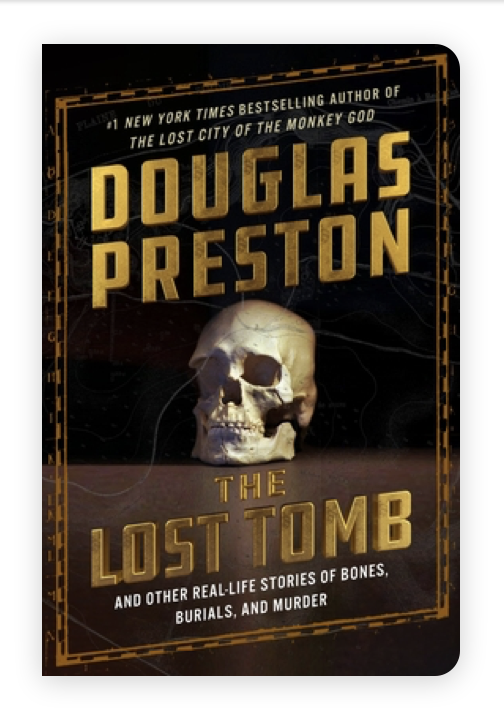 #1 NEW YORK TIMES BESTSELLING AUTHOR OF
THE LOST CITY OF THE MONKEY GOD
DOUGLAS
PRESTON
THE
LOST TOMB
AND OTHER REAL-LIFE STORIES OF BONES,
BURIALS, AND MURDER